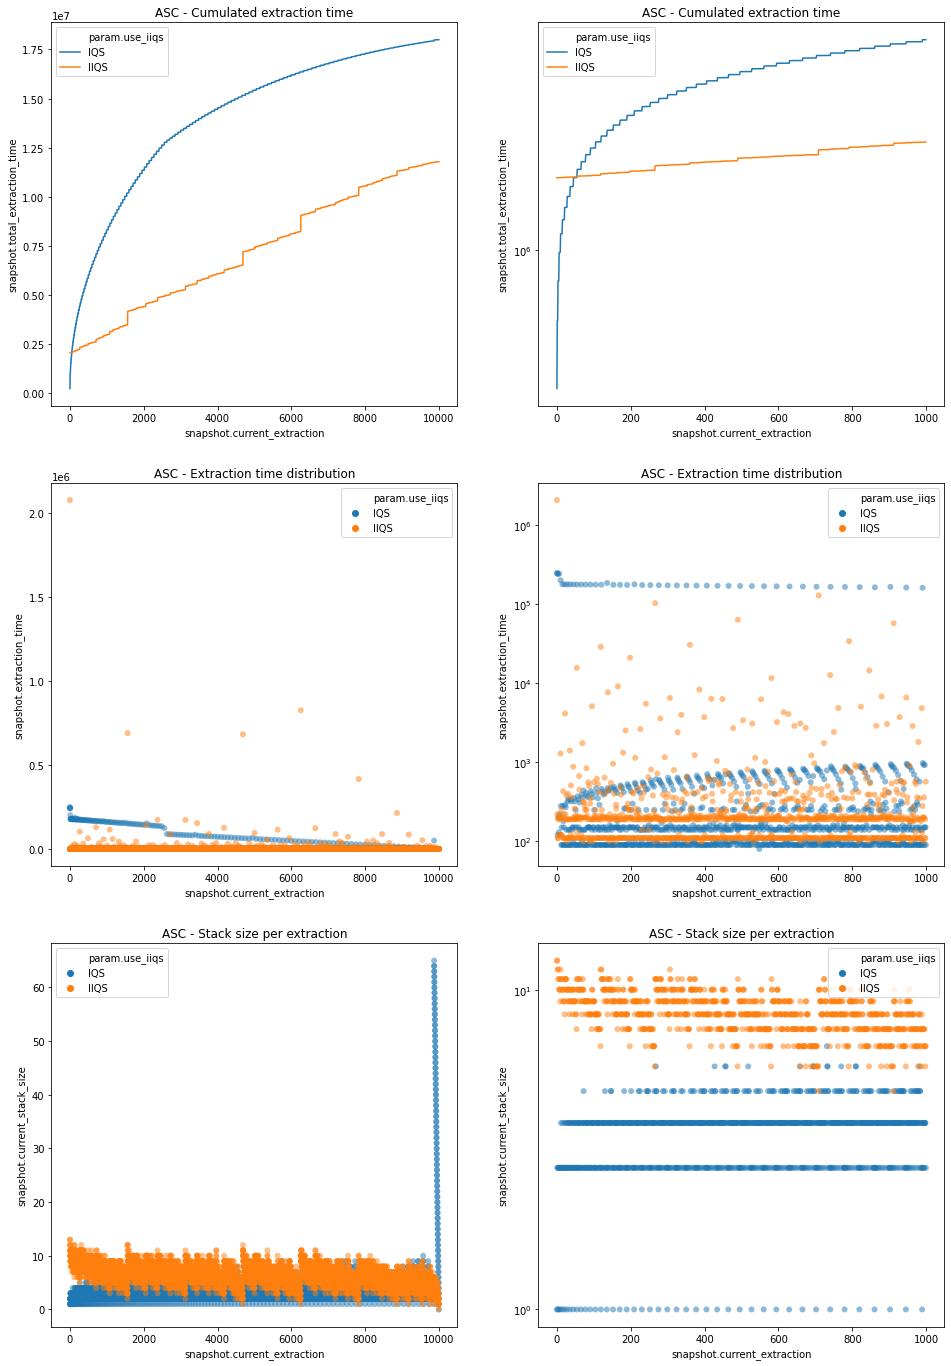 ASC - Cumulated extraction time
1e7
param.use_iiqs
IQS
IIQS
1.75
1.50
1.25
1.00
0.75
0.50
0.25
0.00
snapshot.total_extraction_time
0 2000 4000 6000 8000 10000
snapshot.current_extraction
ASC - Cumulated extraction time
param.use_iiqs
IQS
IIQS
10^6
snapshot.total_extraction_time
0 200 400 600 800 1000
snapshot.current_extraction
ASC - Extraction time distribution
1e6
param.use_iiqs
IQS
IIQS
2.0
1.5
1.0
0.5
0.0
snapshot.extraction_time
0 2000 4000 6000 8000 10000
snapshot.current_extraction
ASC - Extraction time distribution
param.use_iiqs
IQS
IIQS
10^6
10^5
10^4
10^3
10^2
snapshot.extraction_time
0 200 400 600 800 1000
snapshot.current_extraction
ASC - Stack size per extraction
param.use_iiqs
IQS
IIQS
60
50
40
30
20
10
0
snapshot.current_stack_size
0 2000 4000 6000 8000 10000
snapshot.current_extraction
ASC - Stack size per extraction
param.use_iiqs
IQS
IIQS
10^1
10^0
snapshot.current_stack_size
0 200 400 600 800 1000
snapshot.current_extraction